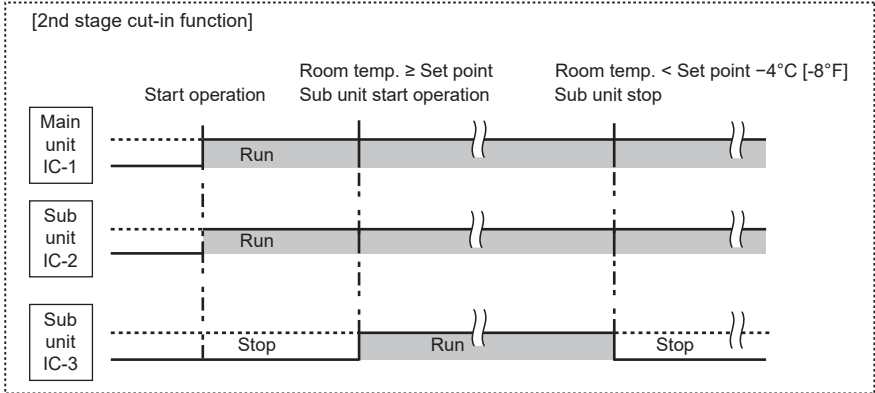 [2nd stage cut-in function]
Room temp. ≥ Set point
Room temp. < Set point −4°C [-8°F]
Start operation
Sub unit start operation
Sub unit stop
Main
unit
IC-1
Run
Sub
unit
IC-2
Run
Sub
unit
IC-3
Stop
Run
Stop